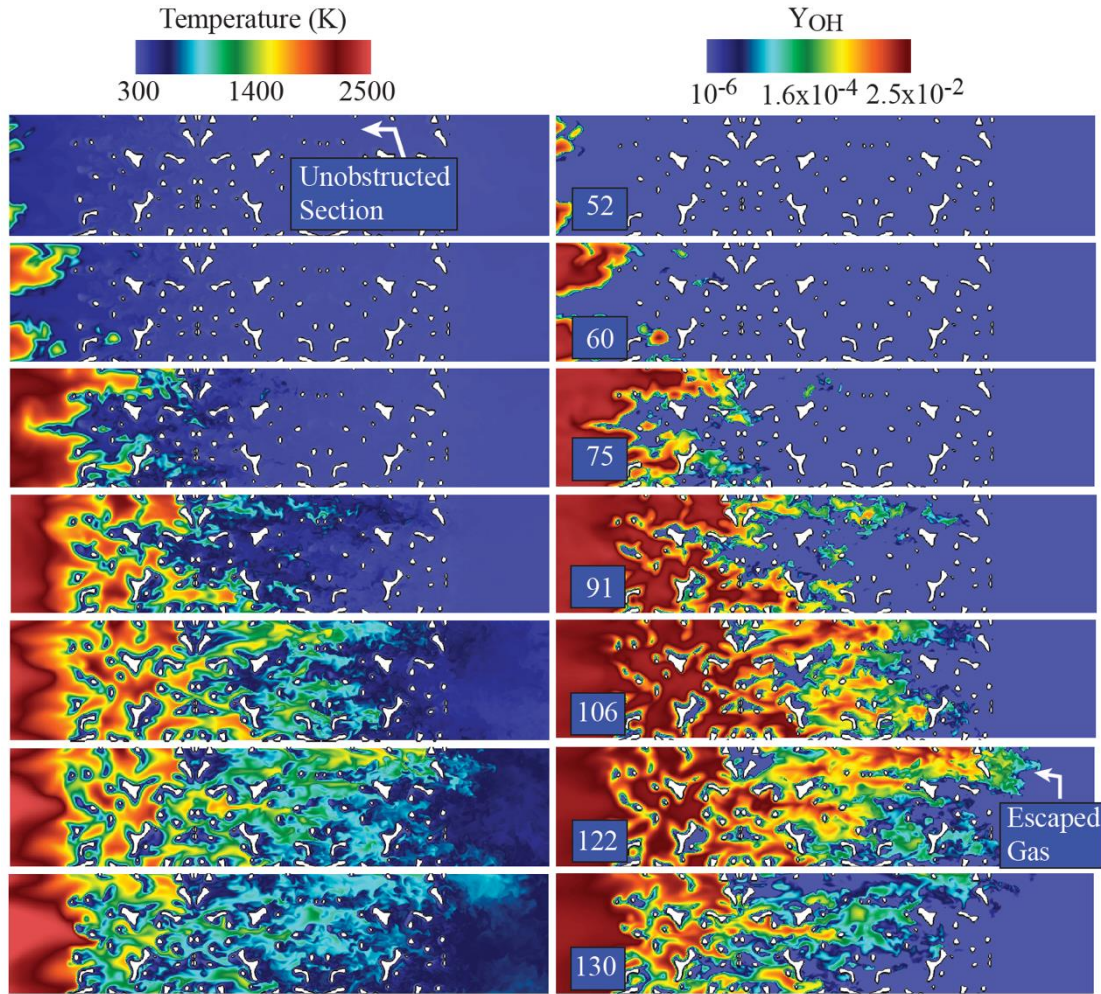 Temperature (K)
300 1400 2500
Y_OH
10^-6 1.6x10^-4 2.5x10^-2
Unobstructed
Section
52
60
75
91
106
122
Escaped
Gas
130